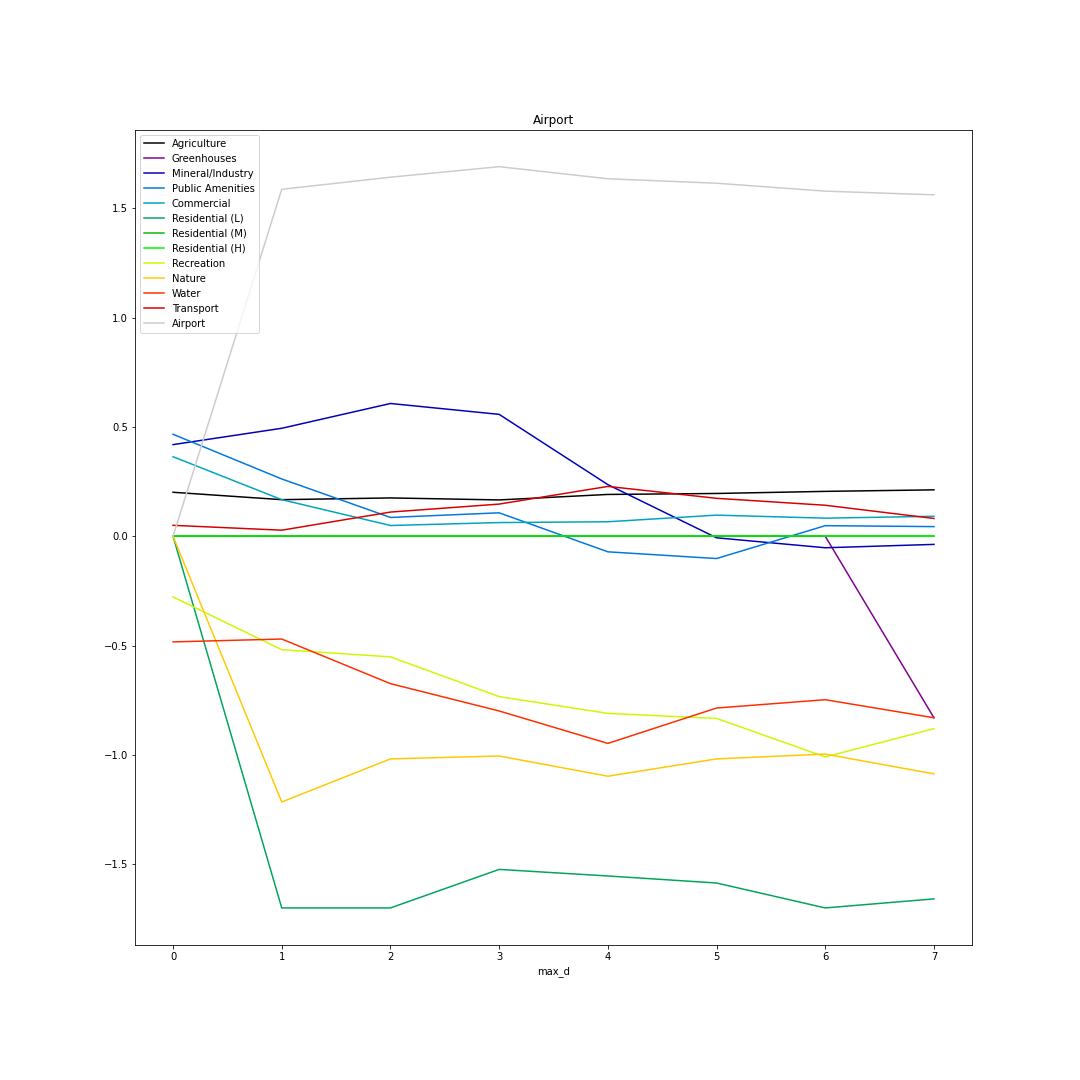 Airport
Agriculture
Greenhouses
Mineral/Industry
Public Amenities
Commercial
Residential (L)
Residential (M)
Residential (H)
Recreation
Nature
Water
Transport
Airport
1.5
1.0
0.5
0.0
−0.5
−1.0
−1.5
0 1 2 3 4 5 6 7
max_d